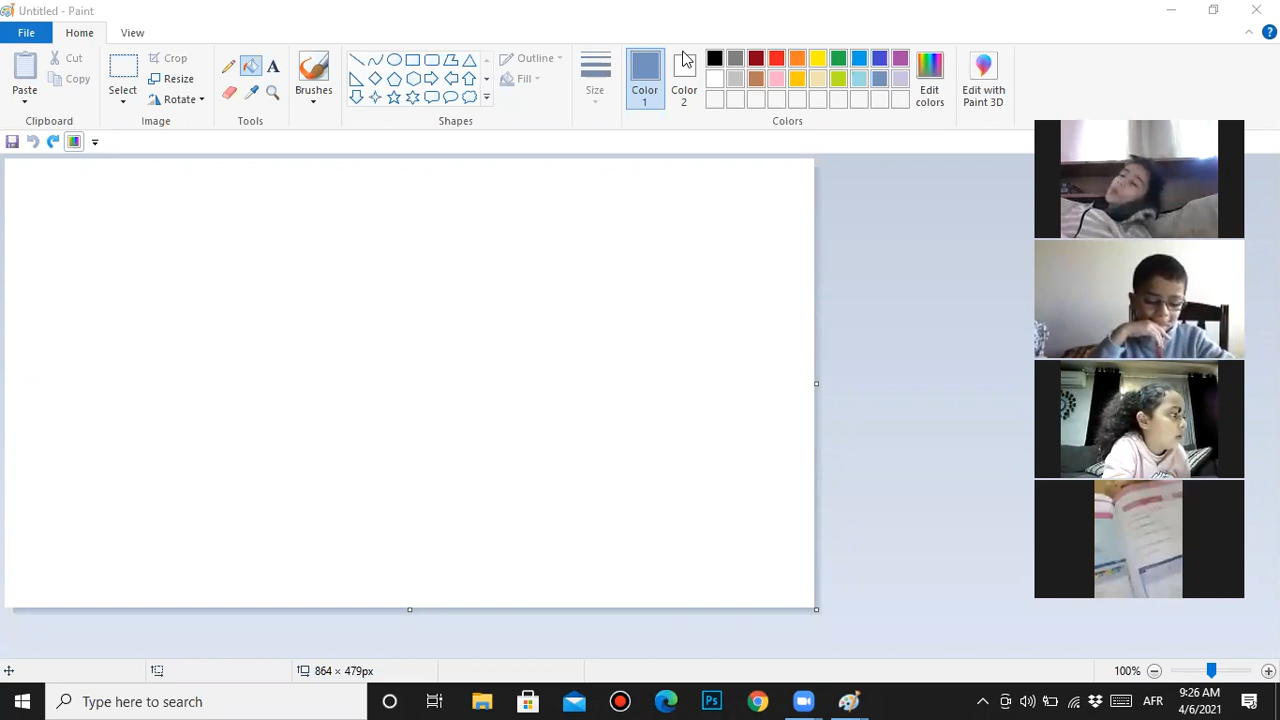 Untitled - Paint
File
Home
View
Paste
Cut
Copy
Clipboard
Select
Crop
Resize
Rotate
Image
Tools
A
Brushes
Outline
Fill
Shapes
Size
Color
1
Color
2
Edit
colors
Colors
Edit with
Paint 3D
864 × 479px
100%
Type here to search
Ps
AFR
9:26 AM
4/6/2021